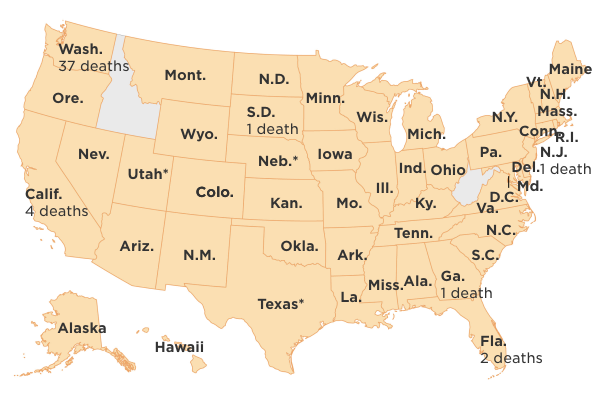 Wash.
37 deaths
Mont.
N.D.
Minn.
Maine
Vt.
N.H.
Ore.
S.D.
1 death
Wis.
Mich.
N.Y.
Mass.
Conn.
R.I.
Wyo.
Nev.
Utah*
Neb.*
Iowa
Ind.
Ohio
Pa.
N.J.
1 death
Del.
Md.
D.C.
Calif.
4 deaths
Colo.
Kan.
Mo.
Ill.
Ky.
Va.
Ariz.
N.M.
Okla.
Ark.
Tenn.
N.C.
S.C.
Texas*
La.
Miss.
Ala.
Ga.
1 death
Alaska
Hawaii
Fla.
2 deaths